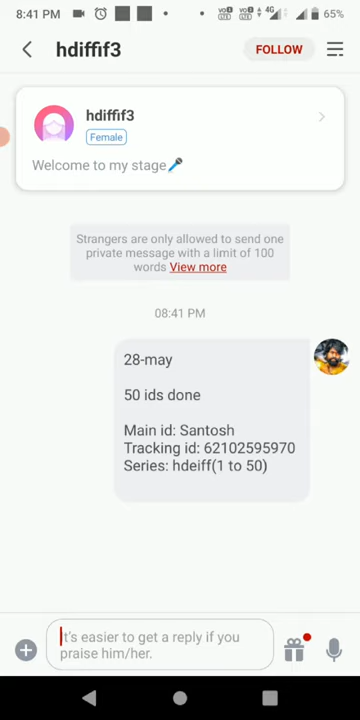 8:41 PM
4G
65%
hdiffif3
FOLLOW
hdiffif3
Female
Welcome to my stage🎤
Strangers are only allowed to send one
private message with a limit of 100
words View more
08:41 PM
28-may
50 ids done
Main id: Santosh
Tracking id: 62102595970
Series: hdeiff(1 to 50)
It's easier to get a reply if you
praise him/her.